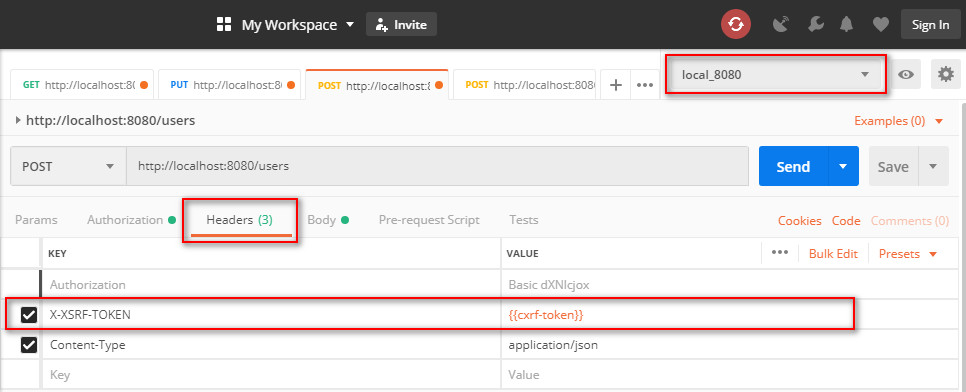 My Workspace Invite Sign In
GET http://localhost:8( PUT http://localhost:8( POST http://localhost:8 POST http://localhost:8080 + ••• local_8080
http://localhost:8080/users Examples (0)
POST http://localhost:8080/users Send Save
Params Authorization Headers (3) Body Pre-request Script Tests Cookies Code Comments (0)
KEY VALUE ••• Bulk Edit Presets
Authorization Basic dXNlcjox
X-XSRF-TOKEN {{cxrf-token}}
Content-Type application/json
Key Value